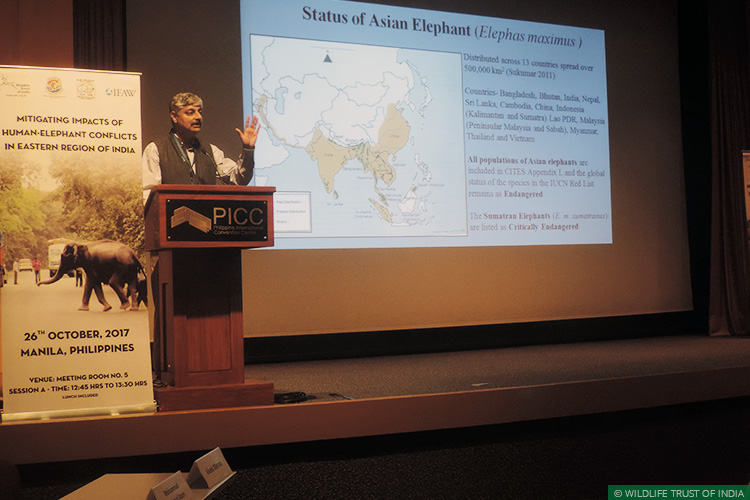 Status of Asian Elephant (Elephas maximus )
Distributed across 13 countries spread over
500,000 km² (Sukumar 2011)
Countries- Bangladesh, Bhutan, India, Nepal,
Sri Lanka, Cambodia, China, Indonesia
(Kalimantan and Sumatra) Lao PDR, Malaysia
(Peninsular Malaysia and Sabah), Myanmar,
Thailand and Vietnam
All populations of Asian elephants are
included in CITES Appendix I, and the global
status of the species in the IUCN Red List
remains as Endangered
The Sumatran Elephants (E. m. sumatranus)
are listed as Critically Endangered
IFAW
MITIGATING IMPACTS OF
HUMAN-ELEPHANT CONFLICTS
IN EASTERN REGION OF INDIA
26TH OCTOBER, 2017
MANILA, PHILIPPINES
VENUE: MEETING ROOM NO. 5
SESSION A - TIME: 12:45 HRS TO 13:30 HRS
LUNCH INCLUDED
PICC
Philippine International
Convention Center
© WILDLIFE TRUST OF INDIA